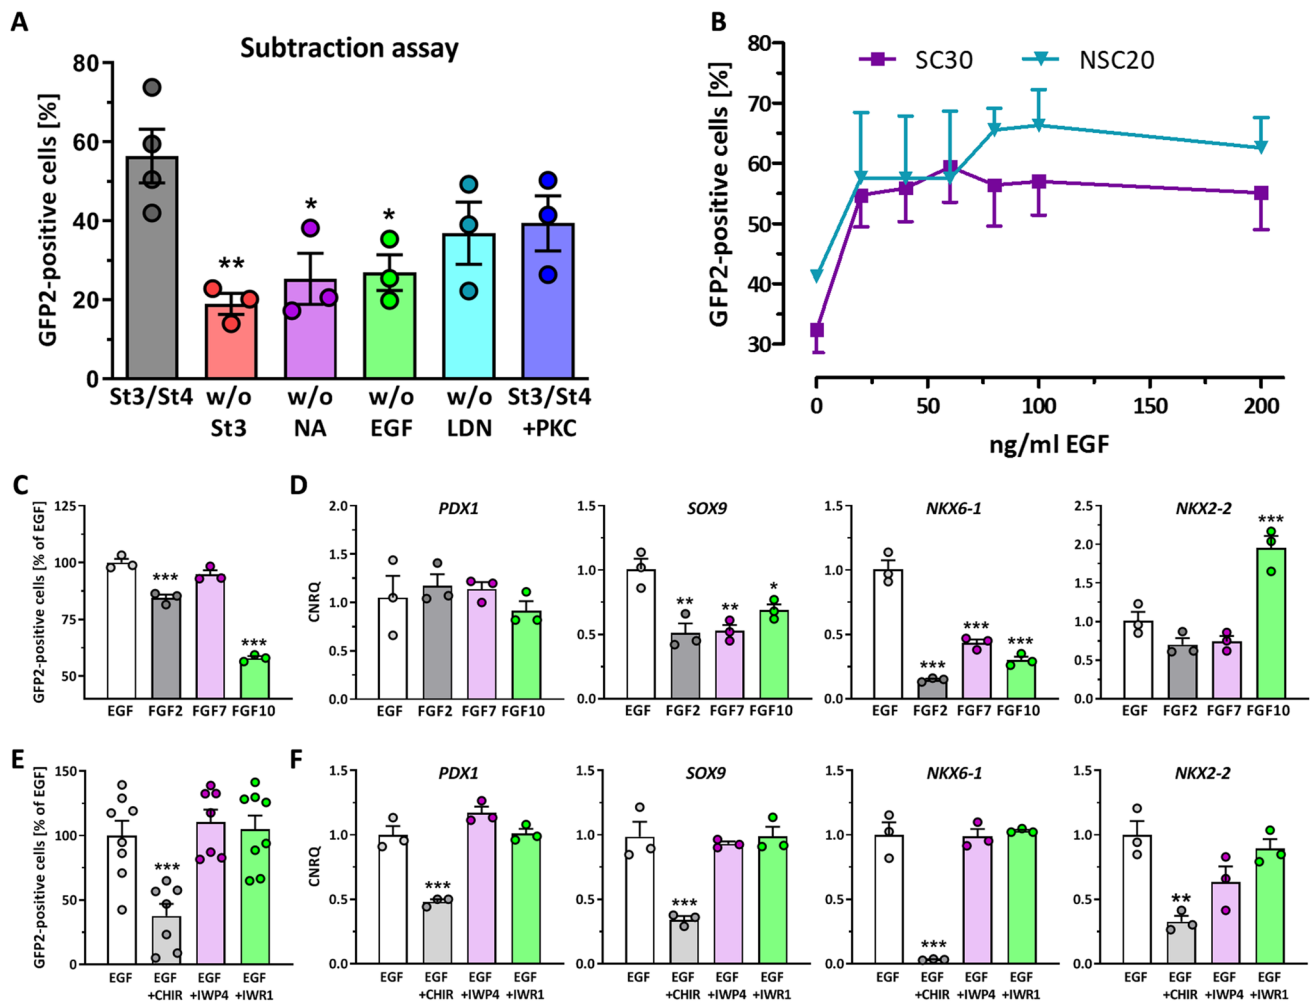 A
Subtraction assay
GFP2-positive cells [%]
80
60
40
20
0
**
*
*
St3/St4
w/o
St3
w/o
NA
w/o
EGF
w/o
LDN
St3/St4
+PKC
B
SC30
NSC20
GFP2-positive cells [%]
80
70
60
50
40
30
0
50
100
150
200
ng/ml EGF
C
GFP2-positive cells [% of EGF]
125
100
75
50
***
***
EGF
FGF2
FGF7
FGF10
D
PDX1
CNRQ
2.0
1.5
1.0
0.5
0.0
EGF
FGF2
FGF7
FGF10
SOX9
1.5
1.0
0.5
0.0
**
**
*
EGF
FGF2
FGF7
FGF10
NKX6-1
1.5
1.0
0.5
0.0
***
***
***
EGF
FGF2
FGF7
FGF10
NKX2-2
2.5
2.0
1.5
1.0
0.5
0.0
***
EGF
FGF2
FGF7
FGF10
E
GFP2-positive cells [% of EGF]
150
100
50
0
***
EGF
EGF
+CHIR
EGF
+IWP4
EGF
+IWR1
F
PDX1
CNRQ
1.5
1.0
0.5
0.0
***
EGF
EGF
+CHIR
EGF
+IWP4
EGF
+IWR1
SOX9
1.5
1.0
0.5
0.0
***
EGF
EGF
+CHIR
EGF
+IWP4
EGF
+IWR1
NKX6-1
1.5
1.0
0.5
0.0
***
EGF
EGF
+CHIR
EGF
+IWP4
EGF
+IWR1
NKX2-2
1.5
1.0
0.5
0.0
**
EGF
EGF
+CHIR
EGF
+IWP4
EGF
+IWR1